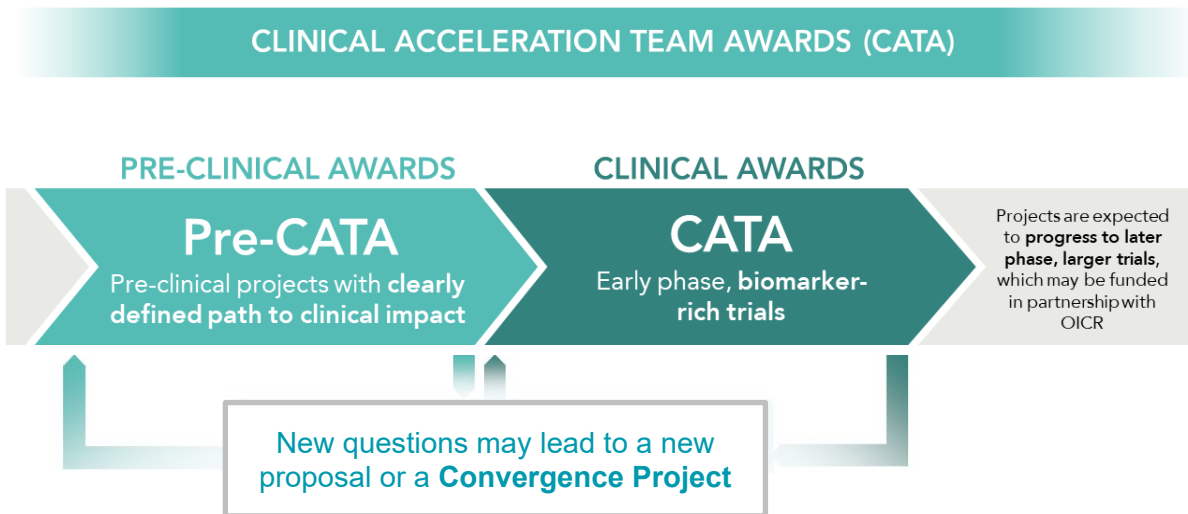 CLINICAL ACCELERATION TEAM AWARDS (CATA)
PRE-CLINICAL AWARDS
Pre-CATA
Pre-clinical projects with clearly
defined path to clinical impact
CLINICAL AWARDS
CATA
Early phase, biomarker-
rich trials
Projects are expected
to progress to later
phase, larger trials,
which may be funded
in partnership with
OICR
New questions may lead to a new
proposal or a Convergence Project